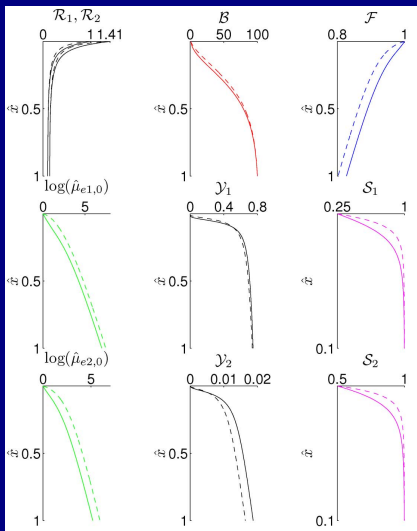 R₁, R₂ B F
0 11.41 0 50 100 0.8 1
x̂ 0.5 x̂ 0.5 x̂ 0.5
1 1 1
log(μ̂e1,0) Y₁ S₁
0 5 0 0.4 0.8 0.25 1
x̂ 0.5 x̂ 0.5 x̂
1 1 0.1
log(μ̂e2,0) Y₂ S₂
0 5 0 0.01 0.02 0.5 1
x̂ 0.5 x̂ 0.5 x̂
1 1 0.1